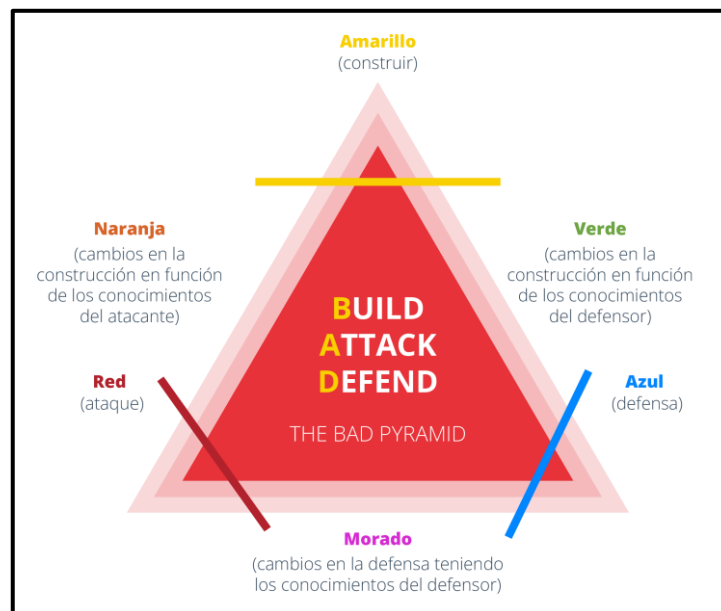 Amarillo
(construir)
Naranja
(cambios en la
construcción en función
de los conocimientos
del atacante)
Verde
(cambios en la
construcción en función
de los conocimientos
del defensor)
BUILD
ATTACK
DEFEND
THE BAD PYRAMID
Red
(ataque)
Azul
(defensa)
Morado
(cambios en la defensa teniendo
los conocimientos del defensor)